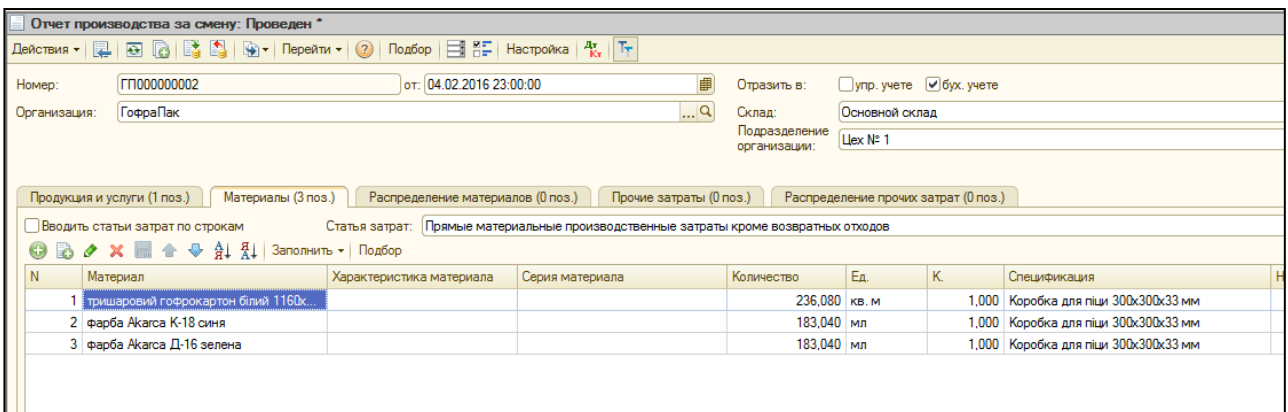 Отчет производства за смену: Проведен *
Действия Перейти ? Подбор Настройка Дт Кт Тт
Номер: ГП000000002 от: 04.02.2016 23:00:00 Отразить в: упр. учете бух. учете
Организация: ГофраПак ... Склад: Основной склад
Подразделение организации: Цех № 1
Продукция и услуги (1 поз.) Материалы (3 поз.) Распределение материалов (0 поз.) Прочие затраты (0 поз.) Распределение прочих затрат (0 поз.)
Вводить статьи затрат по строкам Статья затрат: Прямые материальные производственные затраты кроме возвратных отходов
Заполнить Подбор
N Материал Характеристика материала Серия материала Количество Ед. К. Спецификация Н
1 тришаровий гофрокартон білий 1160х... 236,080 кв. м 1,000 Коробка для піци 300х300х33 мм
2 фарба Akarca К-18 синя 183,040 мл 1,000 Коробка для піци 300х300х33 мм
3 фарба Akarca Д-16 зелена 183,040 мл 1,000 Коробка для піци 300х300х33 мм